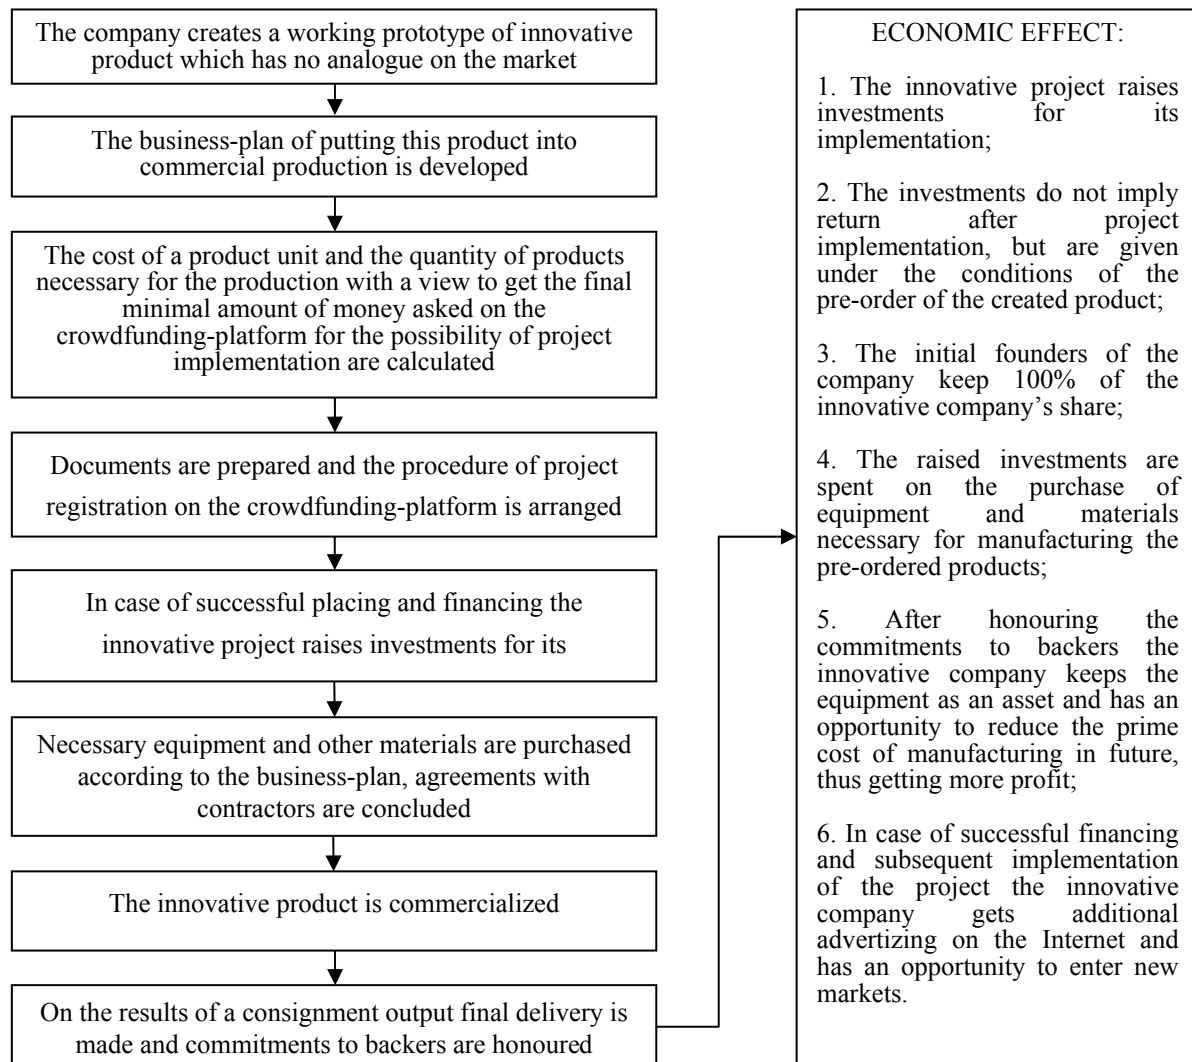 The company creates a working prototype of innovative
product which has no analogue on the market
The business-plan of putting this product into
commercial production is developed
The cost of a product unit and the quantity of products
necessary for the production with a view to get the final
minimal amount of money asked on the
crowdfunding-platform for the possibility of project
implementation are calculated
Documents are prepared and the procedure of project
registration on the crowdfunding-platform is arranged
In case of successful placing and financing the
innovative project raises investments for its
Necessary equipment and other materials are purchased
according to the business-plan, agreements with
contractors are concluded
The innovative product is commercialized
On the results of a consignment output final delivery is
made and commitments to backers are honoured
ECONOMIC EFFECT:
1. The innovative project raises
investments for its
implementation;
2. The investments do not imply
return after project
implementation, but are given
under the conditions of the
pre-order of the created product;
3. The initial founders of the
company keep 100% of the
innovative company’s share;
4. The raised investments are
spent on the purchase of
equipment and materials
necessary for manufacturing the
pre-ordered products;
5. After honouring the
commitments to backers the
innovative company keeps the
equipment as an asset and has an
opportunity to reduce the prime
cost of manufacturing in future,
thus getting more profit;
6. In case of successful financing
and subsequent implementation
of the project the innovative
company gets additional
advertizing on the Internet and
has an opportunity to enter new
markets.